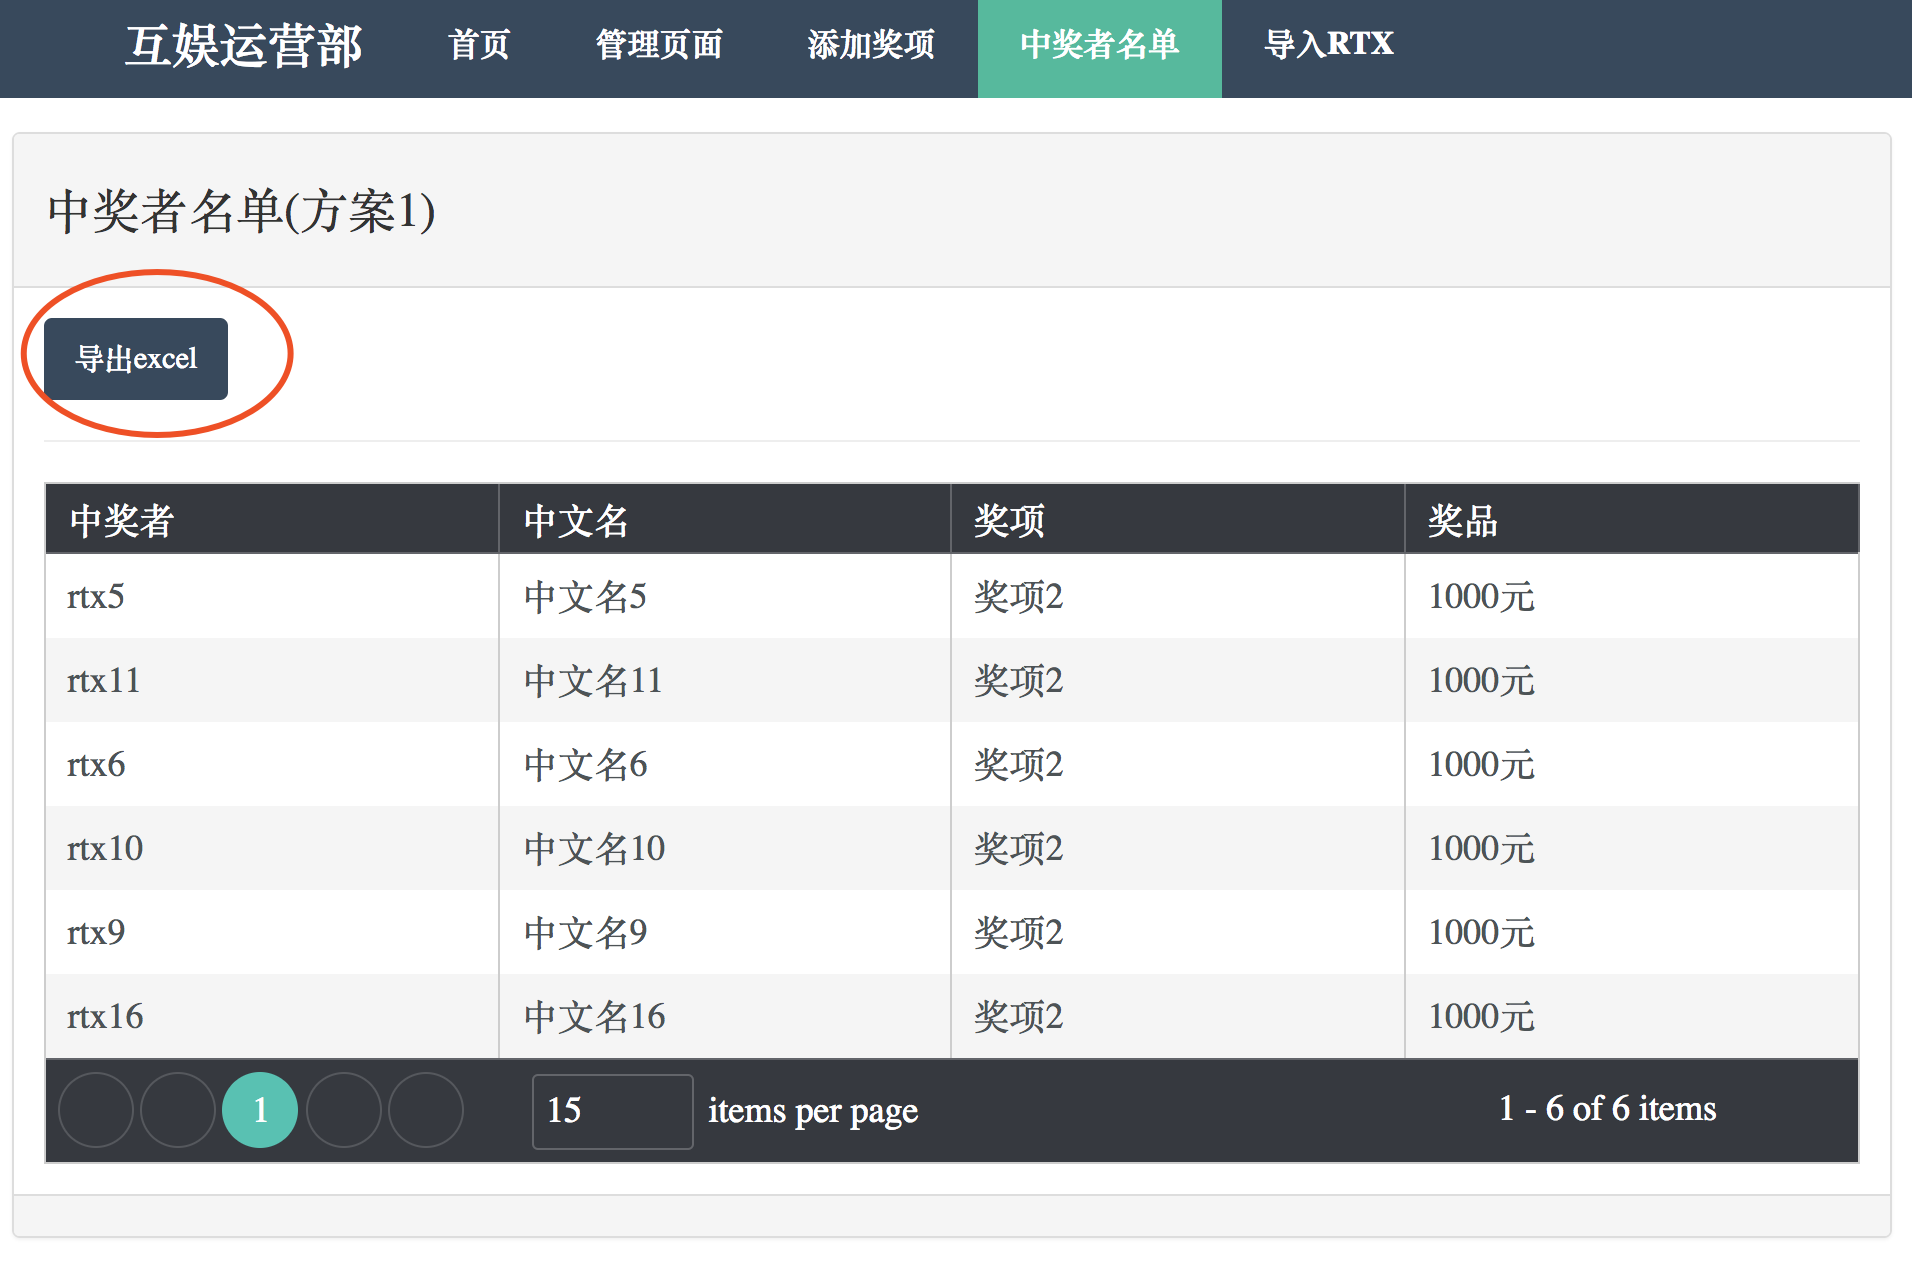 互娱运营部 首页 管理页面 添加奖项 中奖者名单 导入RTX
中奖者名单(方案1)
导出excel
中奖者 中文名 奖项 奖品
rtx5 中文名5 奖项2 1000元
rtx11 中文名11 奖项2 1000元
rtx6 中文名6 奖项2 1000元
rtx10 中文名10 奖项2 1000元
rtx9 中文名9 奖项2 1000元
rtx16 中文名16 奖项2 1000元
1 15 items per page 1 - 6 of 6 items